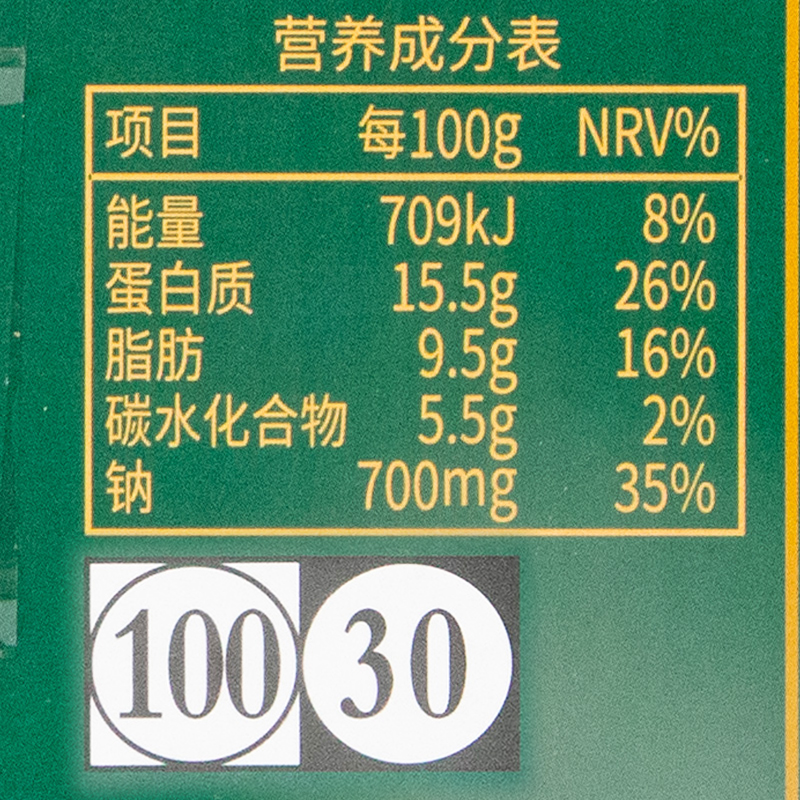 营养成分表
项目 每100g NRV%
能量 709kJ 8%
蛋白质 15.5g 26%
脂肪 9.5g 16%
碳水化合物 5.5g 2%
钠 700mg 35%
100 30